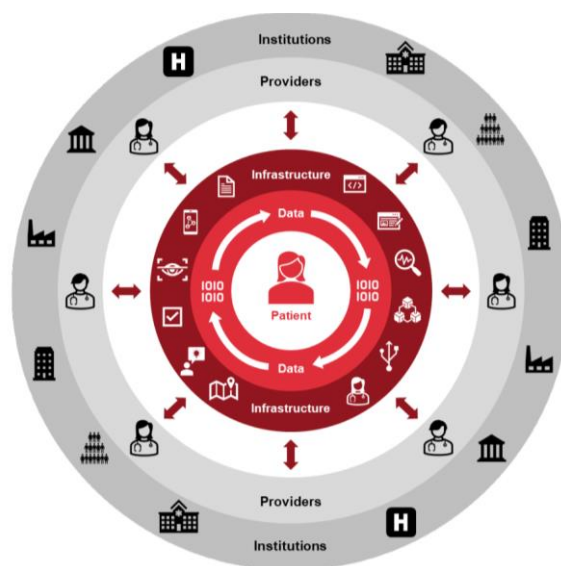 Institutions
H
Providers
Infrastructure
</>
Data
1010
1010
1010
1010
Patient
Data
Infrastructure
Providers
H
Institutions